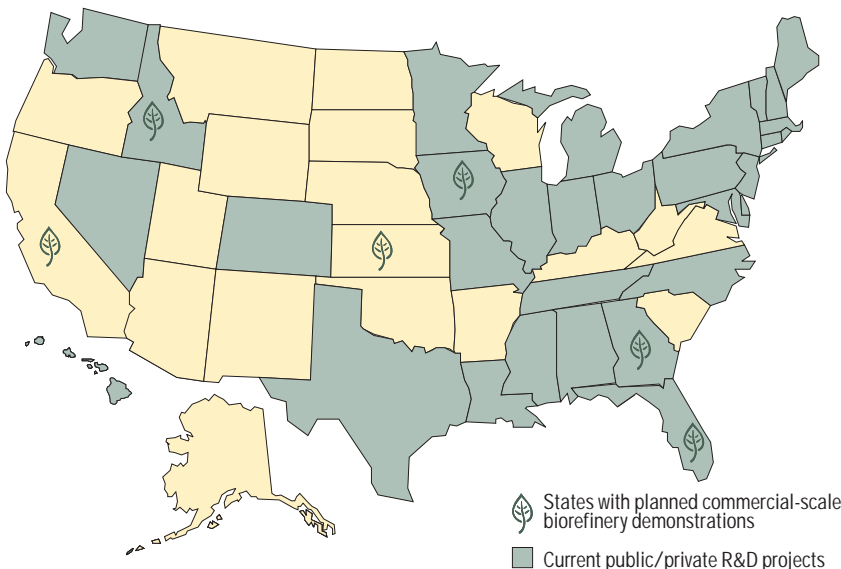 States with planned commercial-scale
biorefinery demonstrations
Current public/private R&D projects